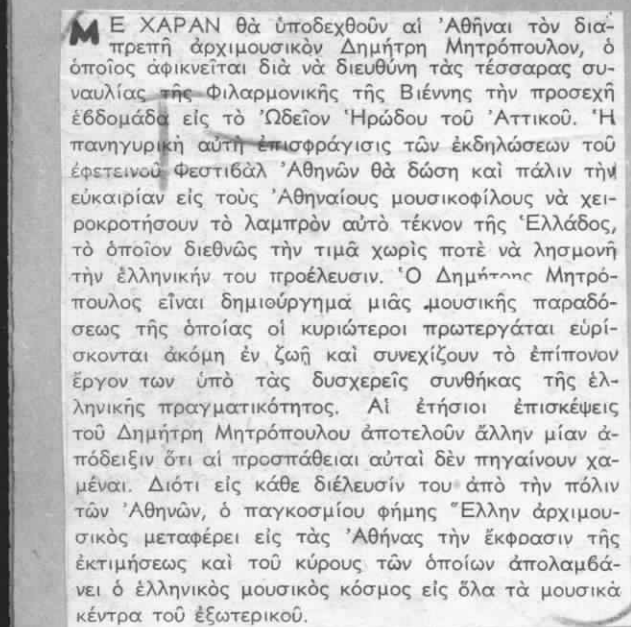 ΜΕ ΧΑΡΑΝ θὰ ὑποδεχθοῦν αἱ Ἀθῆναι τὸν δια-
πρεπῆ ἀρχιμουσικὸν Δημήτρη Μητρόπουλον, ὁ
ὁποῖος ἀφικνεῖται διὰ νὰ διευθύνη τὰς τέσσαρας συ-
ναυλίας τῆς Φιλαρμονικῆς τῆς Βιέννης τὴν προσεχῆ
ἑβδομάδα εἰς τὸ Ὠδεῖον Ἡρώδου τοῦ Ἀττικοῦ. Ἡ
πανηγυρικὴ αὐτὴ ἐπισφράγισις τῶν ἐκδηλώσεων τοῦ
ἐφετεινοῦ Φεστιβὰλ Ἀθηνῶν θὰ δώση καὶ πάλιν τὴν
εὐκαιρίαν εἰς τοὺς Ἀθηναίους μουσικοφίλους νὰ χει-
ροκροτήσουν τὸ λαμπρὸν αὐτὸ τέκνον τῆς Ἑλλάδος,
τὸ ὁποῖον διεθνῶς τὴν τιμᾶ χωρὶς ποτὲ νὰ λησμονῆ
τὴν ἑλληνικήν του προέλευσιν. Ὁ Δημήτρης Μητρό-
πουλος εἶναι δημιούργημα μιᾶς μουσικῆς παραδό-
σεως τῆς ὁποίας οἱ κυριώτεροι πρωτεργάται εὑρί-
σκονται ἀκόμη ἐν ζωῇ καὶ συνεχίζουν τὸ ἐπίπονον
ἔργον των ὑπὸ τὰς δυσχερεῖς συνθήκας τῆς ἑλ-
ληνικῆς πραγματικότητος. Αἱ ἐτήσιοι ἐπισκέψεις
τοῦ Δημήτρη Μητρόπουλου ἀποτελοῦν ἄλλην μίαν ἀ-
πόδειξιν ὅτι αἱ προσπάθειαι αὐταὶ δὲν πηγαίνουν χα-
μέναι. Διότι εἰς κάθε διέλευσίν του ἀπὸ τὴν πόλιν
τῶν Ἀθηνῶν, ὁ παγκοσμίου φήμης Ἕλλην ἀρχιμου-
σικὸς μεταφέρει εἰς τὰς Ἀθήνας τὴν ἔκφρασιν τῆς
ἐκτιμήσεως καὶ τοῦ κύρους τῶν ὁποίων ἀπολαμβά-
νει ὁ ἑλληνικὸς μουσικὸς κόσμος εἰς ὅλα τὰ μουσικὰ
κέντρα τοῦ ἐξωτερικοῦ.